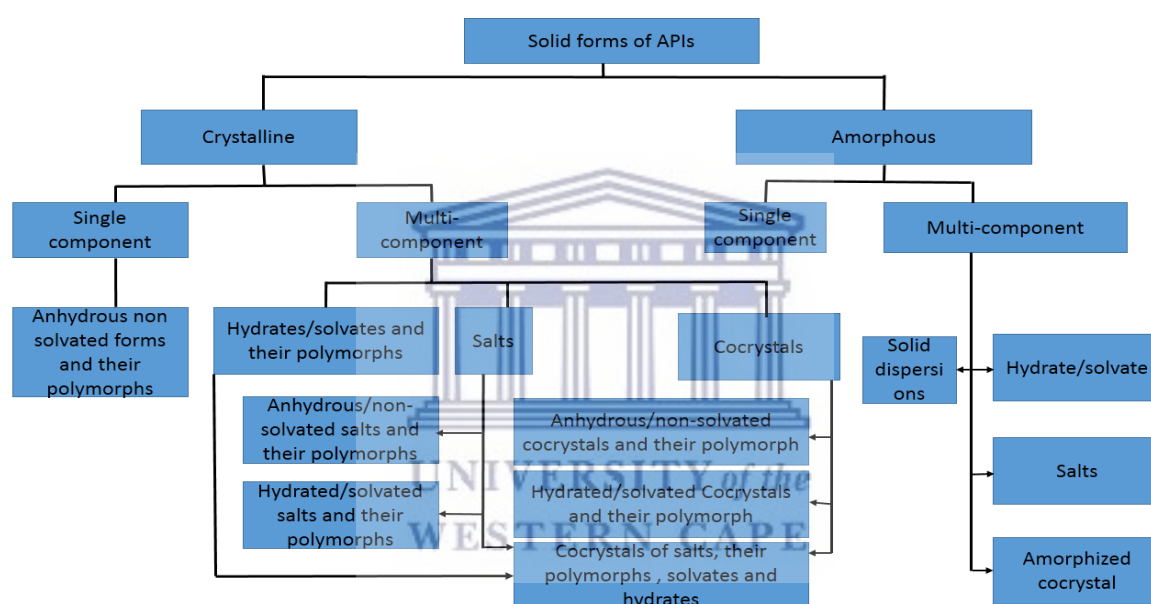 Solid forms of APIs
Crystalline
Amorphous
Single
component
Multi-
component
Single
component
Multi-component
Anhydrous non
solvated forms
and their
polymorphs
Hydrates/solvates and
their polymorphs
Salts
Cocrystals
Solid
dispersi
ons
Hydrate/solvate
Anhydrous/non-
solvated salts and
their polymorphs
Anhydrous/non-solvated
cocrystals and their polymorph
Salts
Hydrated/solvated
salts and their
polymorphs
Hydrated/solvated Cocrystals
and their polymorph
Cocrystals of salts, their
polymorphs , solvates and
hydrates
Amorphized
cocrystal
UNIVERSITY of the
WESTERN CAPE